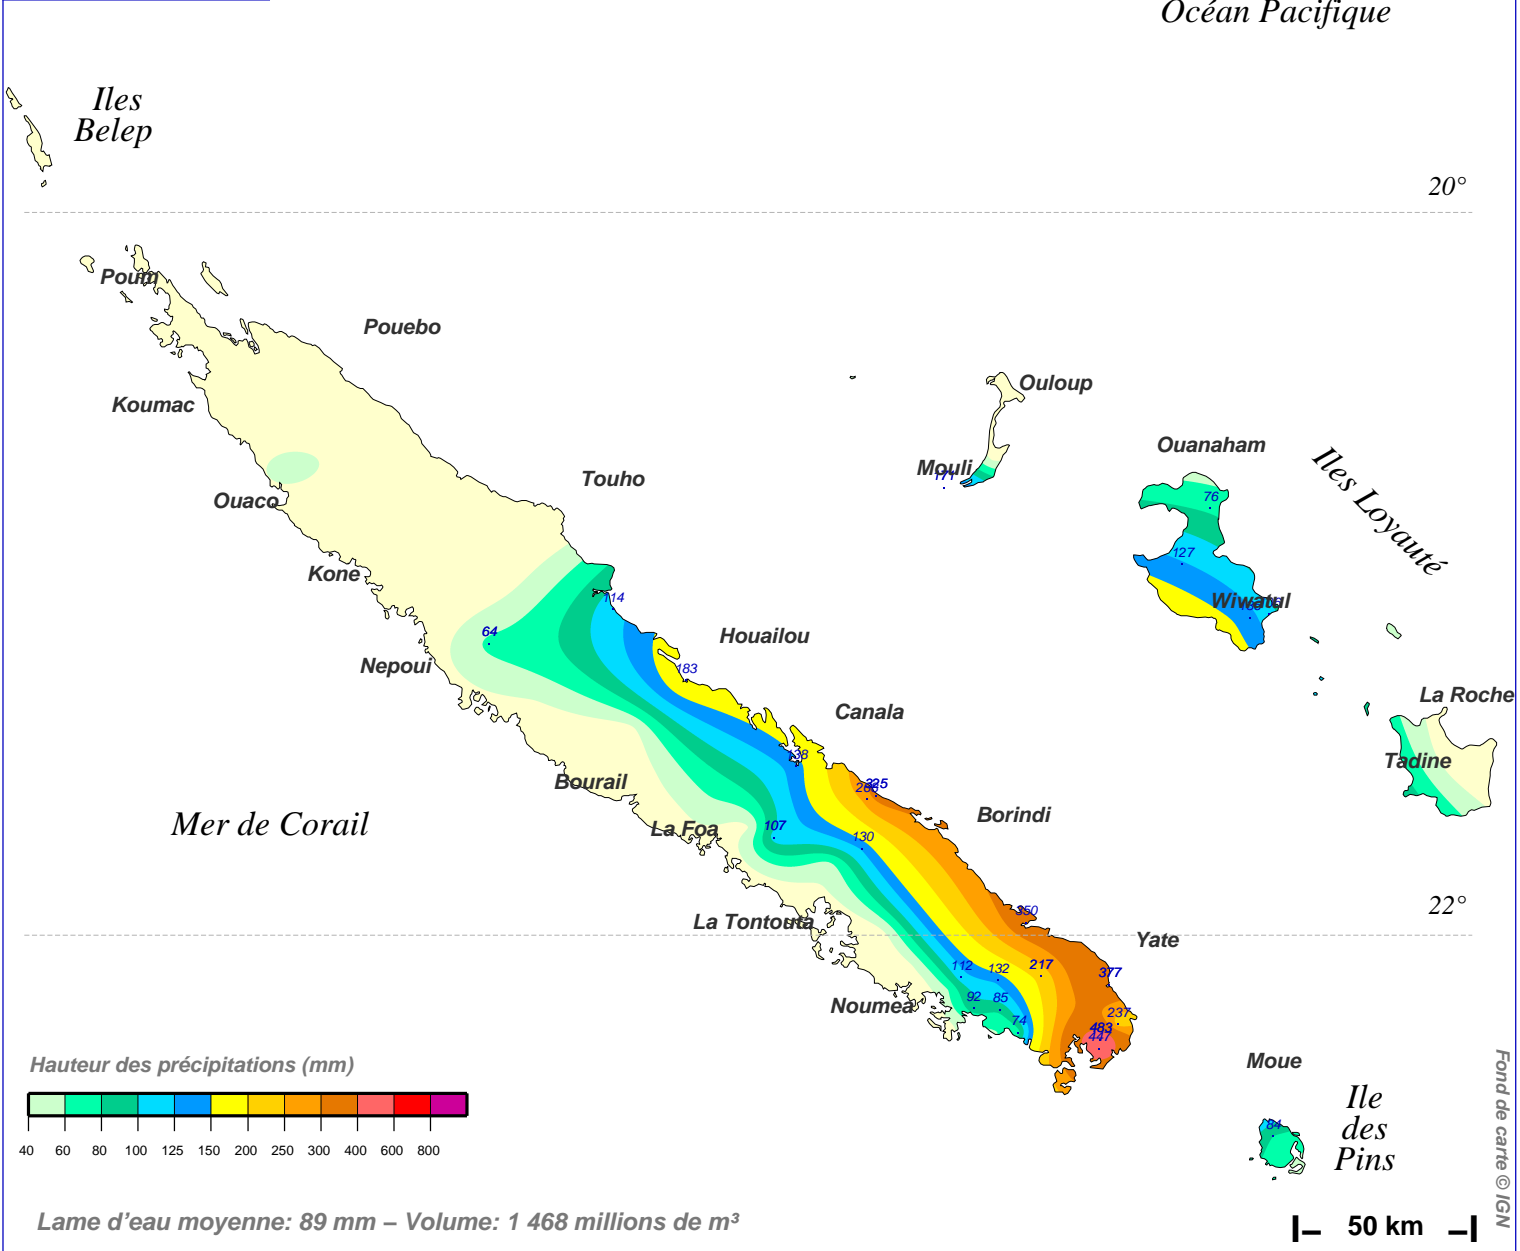 Océan Pacifique
Iles
Belep
20°
Poum
Pouebo
Ouloup
Koumac
Ouanaham
Iles Loyauté
Mouli
171
Touho
Ouaco
76
127
Kone
Wiwatul
114
64
Houailou
Nepoui
183
La Roche
Canala
138
Tadine
Bourail
325
Mer de Corail
Borindi
La Foa
107
130
22°
350
La Tontouta
Yate
112
132
217
377
Noumea
92
85
74
237
483
447
Hauteur des précipitations (mm)
Moue
40 60 80 100 125 150 200 250 300 400 600 800
Ile
des
Pins
84
Fond de carte © IGN
Lame d'eau moyenne: 89 mm – Volume: 1 468 millions de m³
50 km